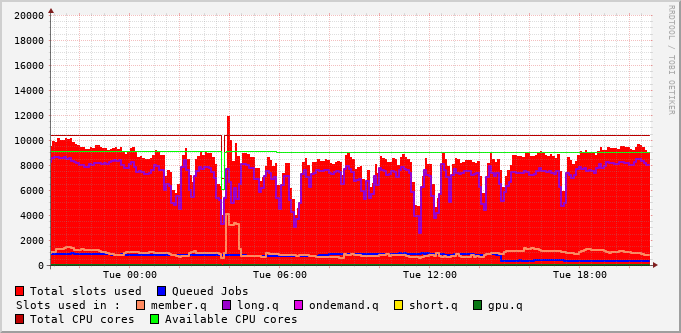 20000
18000
16000
14000
12000
10000
8000
6000
4000
2000
0
Tue 00:00 Tue 06:00 Tue 12:00 Tue 18:00
RRDTOOL / TOBI OETIKER
Total slots used Queued Jobs
Slots used in : member.q long.q ondemand.q short.q gpu.q
Total CPU cores Available CPU cores